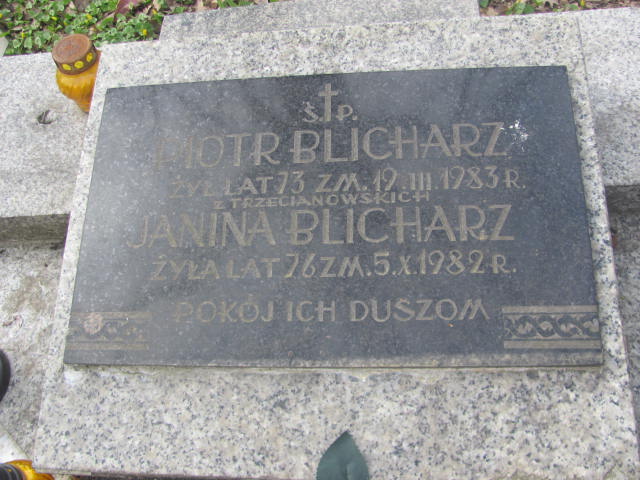 Ś. P.
PIOTR BLICHARZ
ŻYŁ LAT 73 ZM. 19.III.1983 R.
Z TRZECIANOWSKICH
JANINA BLICHARZ
ŻYŁA LAT 76 ZM. 5.X.1982 R.
POKÓJ ICH DUSZOM